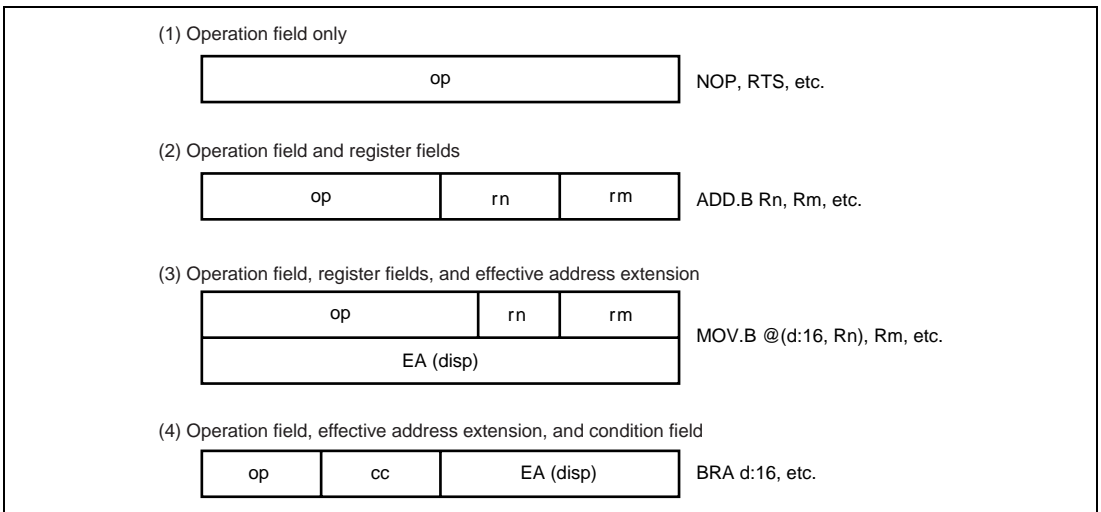 (1) Operation field only
op
NOP, RTS, etc.
(2) Operation field and register fields
op rn rm
ADD.B Rn, Rm, etc.
(3) Operation field, register fields, and effective address extension
op rn rm
EA (disp)
MOV.B @(d:16, Rn), Rm, etc.
(4) Operation field, effective address extension, and condition field
op cc EA (disp)
BRA d:16, etc.